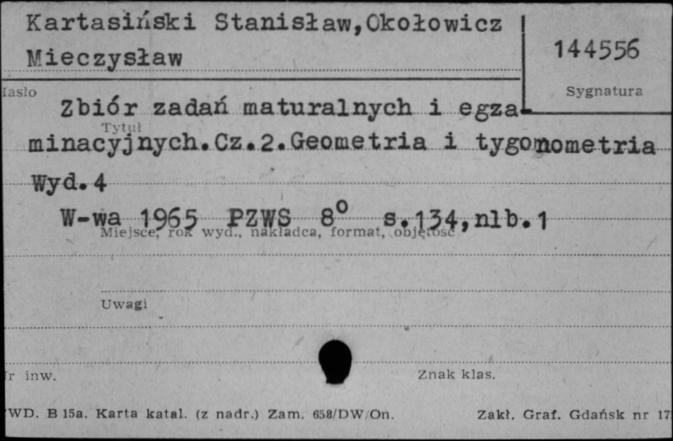 Kartasiński Stanisław,Okołowicz
Mieczysław
144556
Sygnatura
Hasło
Zbiór zadań maturalnych i egza-
Tytuł
minacyjnych.Cz.2.Geometria i tygonometria
Wyd.4
W-wa 1965 PZWS 8° s.134,nlb.1
Miejsce, rok wyd., nakładca, format, objętość
Uwagi
Nr inw.
Znak klas.
WD. B 15a. Karta katal. (z nadr.) Zam. 658/DW/On.
Zakł. Graf. Gdańsk nr 17